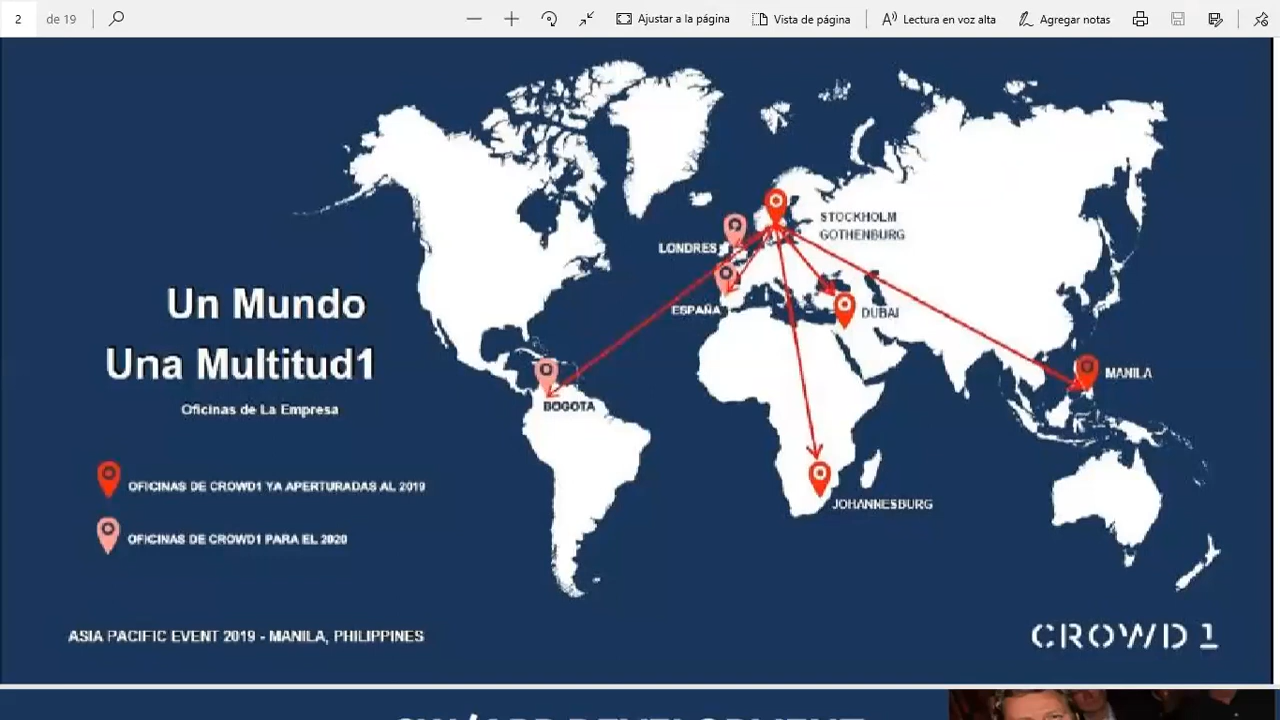 2 de 19 Ajustar a la página Vista de página Lectura en voz alta Agregar notas
STOCKHOLM
GOTHENBURG
LONDRES
ESPAÑA
DUBAI
Un Mundo
Una Multitud1
MANILA
BOGOTA
Oficinas de La Empresa
OFICINAS DE CROWD1 YA APERTURADAS AL 2019
JOHANNESBURG
OFICINAS DE CROWD1 PARA EL 2020
ASIA PACIFIC EVENT 2019 - MANILA, PHILIPPINES
CROWD 1